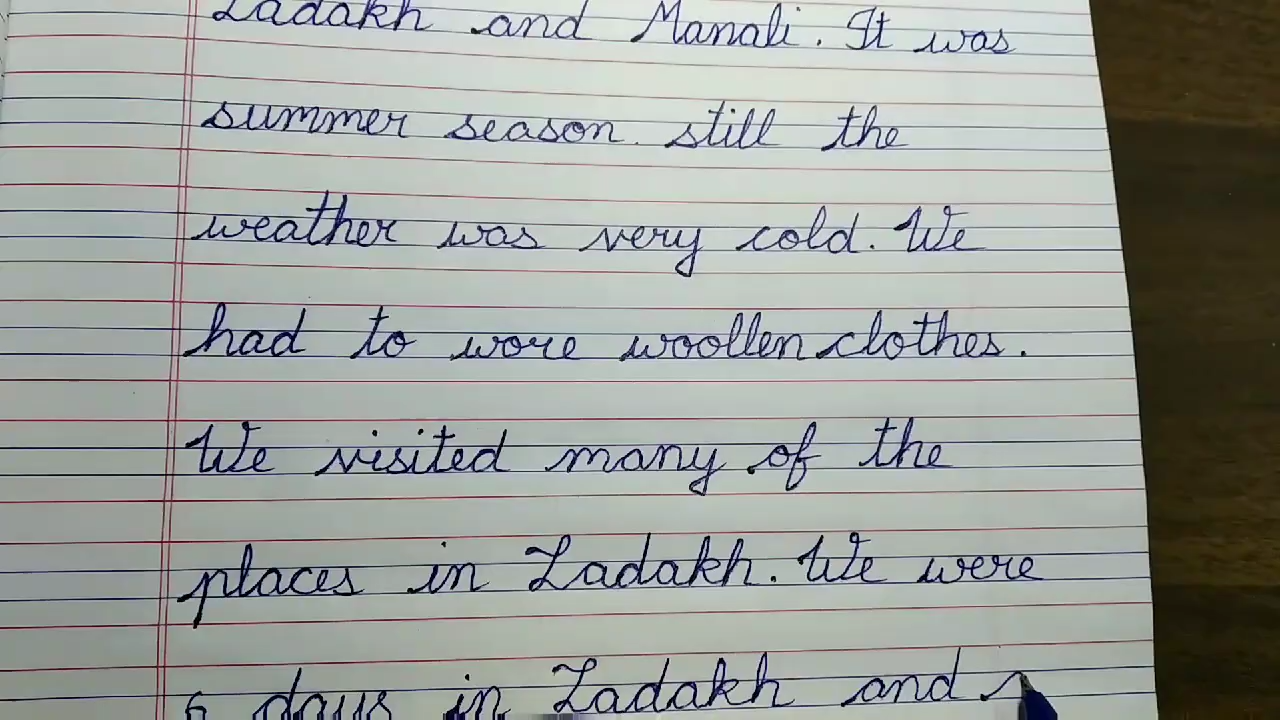 Ladakh and Manali. It was
summer season. still the
weather was very cold. We
had to wore woollen clothes.
We visited many of the
places in Ladakh. We were
6 days in Ladakh and